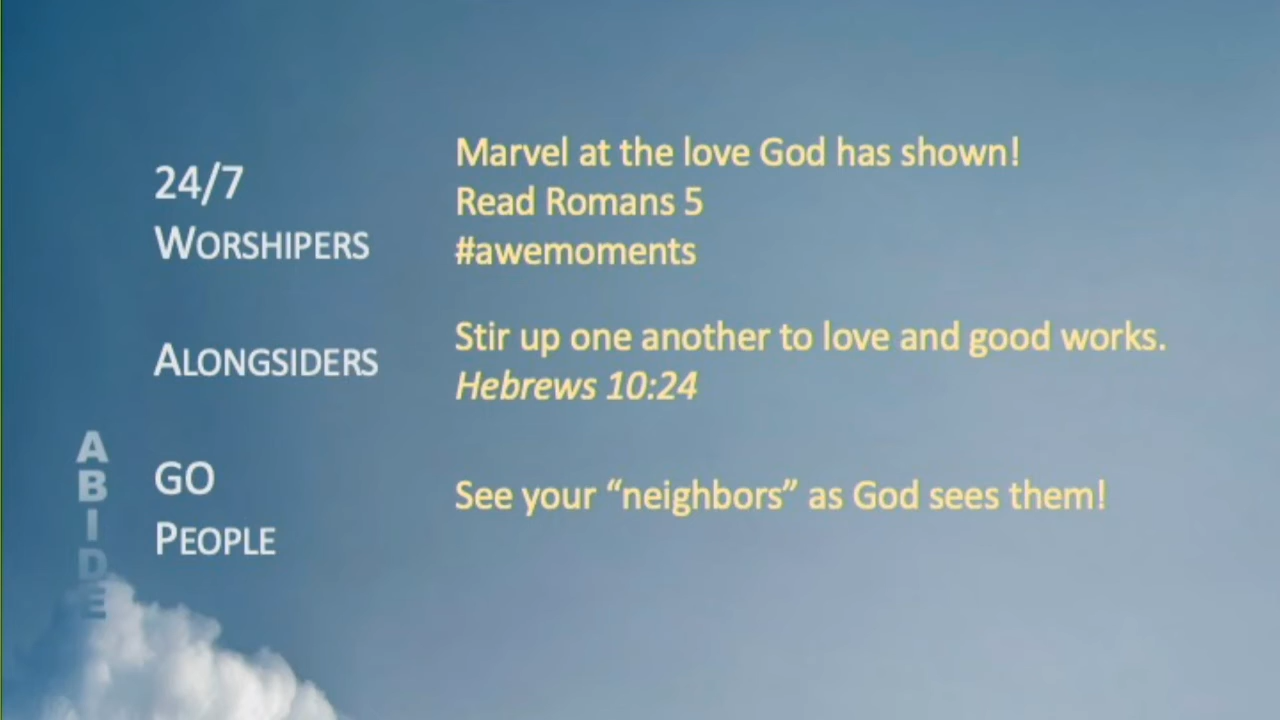 24/7
WORSHIPERS
Marvel at the love God has shown!
Read Romans 5
#awemoments
ALONGSIDERS
Stir up one another to love and good works.
Hebrews 10:24
GO
PEOPLE
See your “neighbors” as God sees them!
A
B
I
D
E